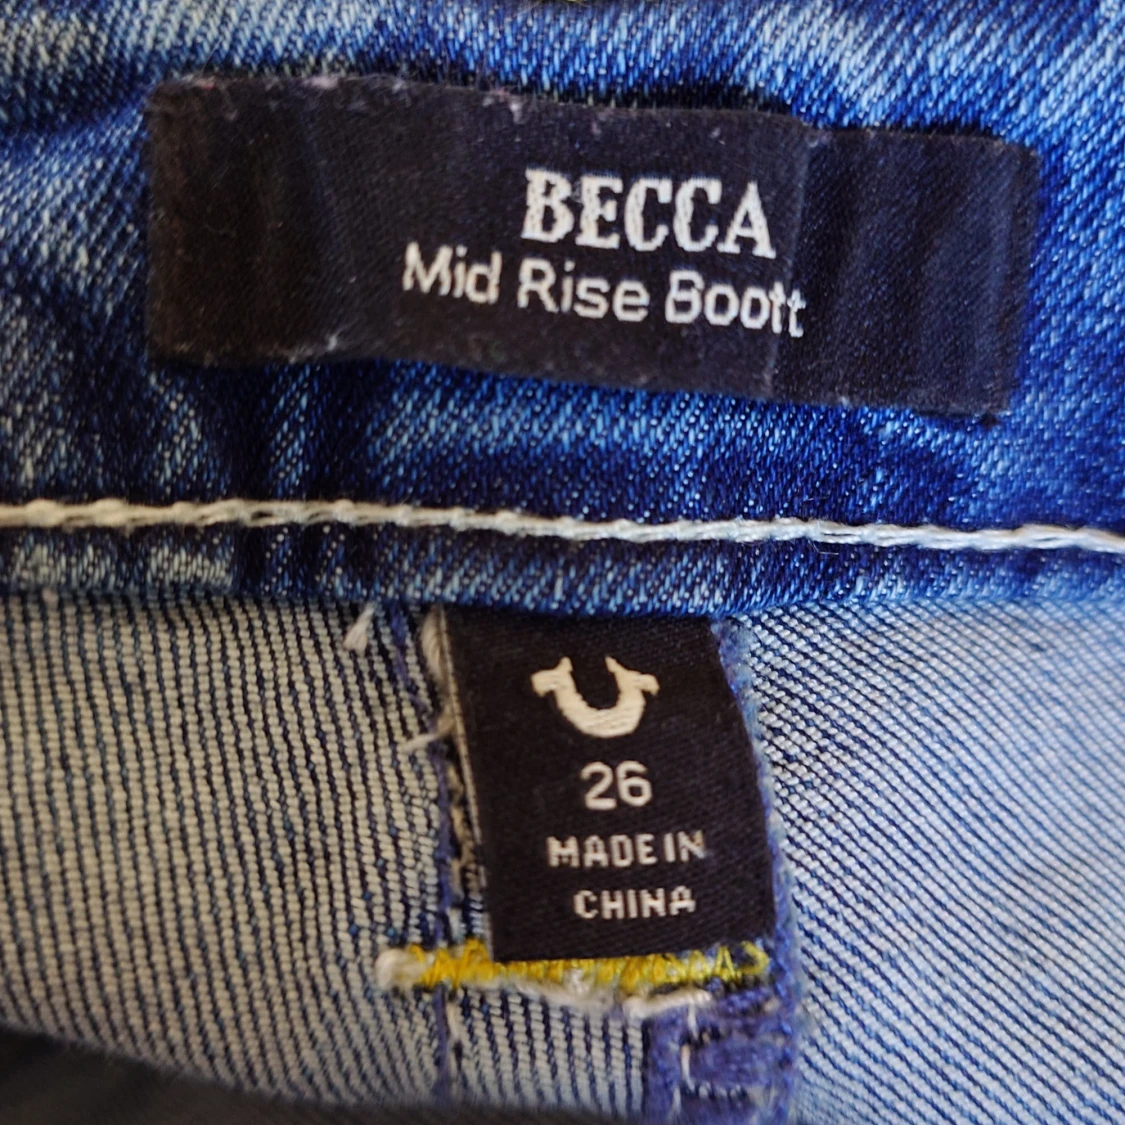 BECCA
Mid Rise Boott
26
MADE IN
CHINA